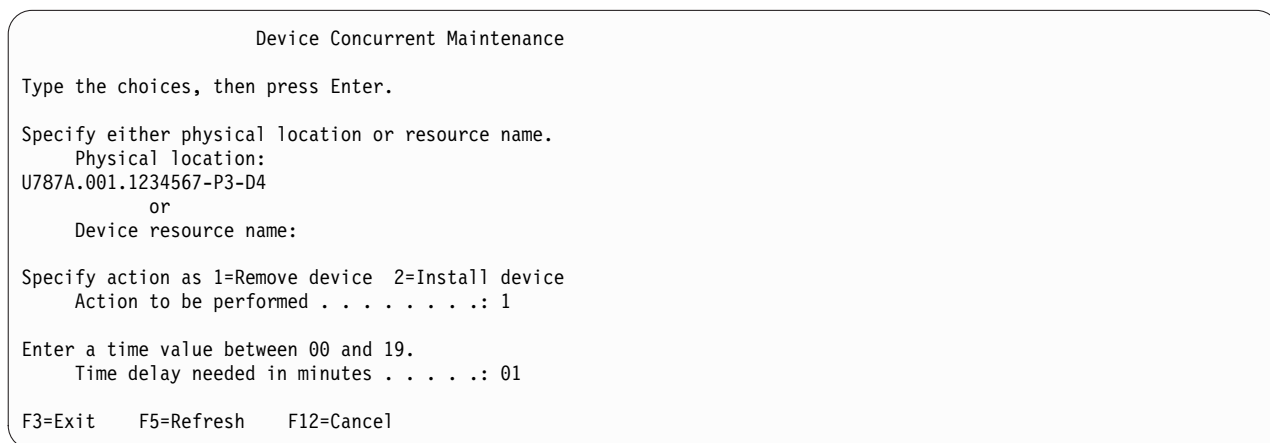 Device Concurrent Maintenance
Type the choices, then press Enter.
Specify either physical location or resource name.
Physical location:
U787A.001.1234567-P3-D4
or
Device resource name:
Specify action as 1=Remove device 2=Install device
Action to be performed . . . . . . . .: 1
Enter a time value between 00 and 19.
Time delay needed in minutes . . . . .: 01
F3=Exit F5=Refresh F12=Cancel